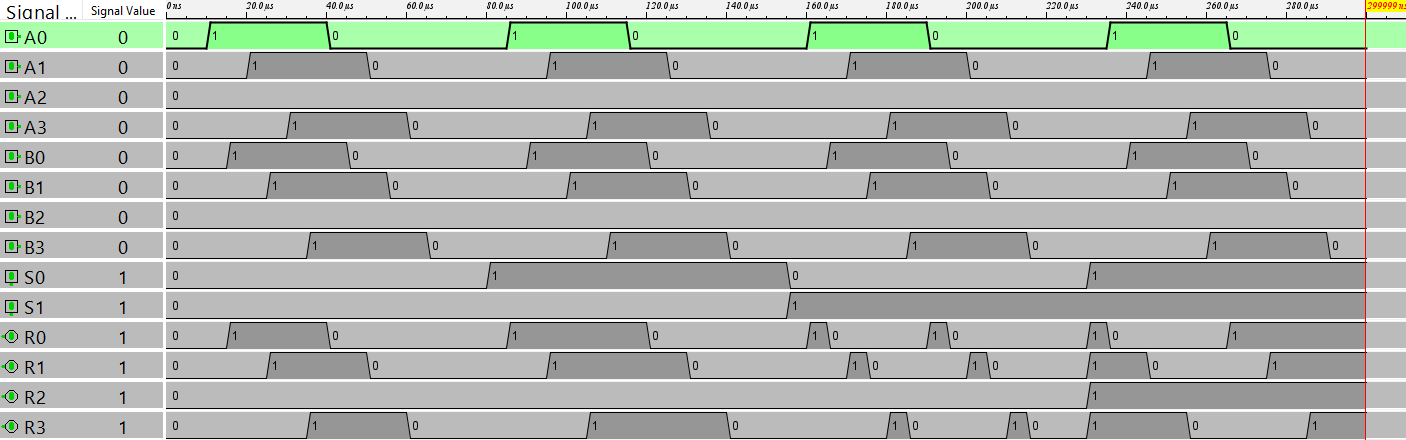 Signal ... Signal Value 0 ns 20.0 µs 40.0 µs 60.0 µs 80.0 µs 100.0 µs 120.0 µs 140.0 µs 160.0 µs 180.0 µs 200.0 µs 220.0 µs 240.0 µs 260.0 µs 280.0 µs 299999 ns
A0 0 0 1 0 1 0 1 0 1 0
A1 0 0 1 0 1 0 1 0 1 0
A2 0 0
A3 0 0 1 0 1 0 1 0 1 0
B0 0 0 1 0 1 0 1 0 1 0
B1 0 0 1 0 1 0 1 0 1 0
B2 0 0
B3 0 0 1 0 1 0 1 0 1 0
S0 1 0 1 0 1
S1 1 0 1
R0 1 0 1 0 1 0 1 0 1 0 1 0 1
R1 1 0 1 0 1 0 1 0 1 0 1 0 1
R2 1 0 1
R3 1 0 1 0 1 0 1 0 1 0 1 0 1